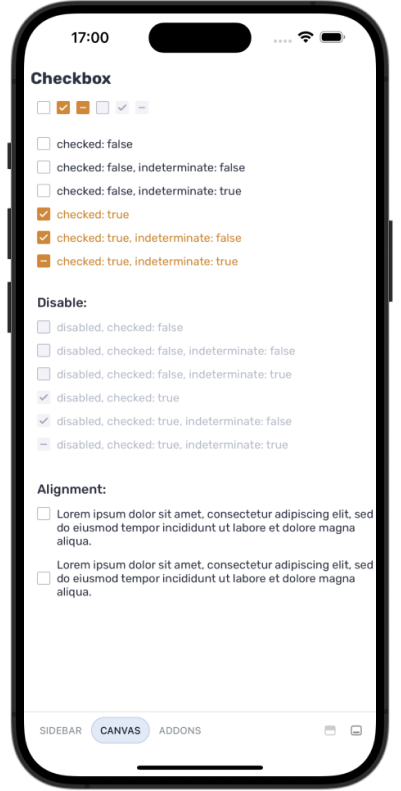 17:00
Checkbox
checked: false
checked: false, indeterminate: false
checked: false, indeterminate: true
checked: true
checked: true, indeterminate: false
checked: true, indeterminate: true
Disable:
disabled, checked: false
disabled, checked: false, indeterminate: false
disabled, checked: false, indeterminate: true
disabled, checked: true
disabled, checked: true, indeterminate: false
disabled, checked: true, indeterminate: true
Alignment:
Lorem ipsum dolor sit amet, consectetur adipiscing elit, sed
do eiusmod tempor incididunt ut labore et dolore magna
aliqua.
Lorem ipsum dolor sit amet, consectetur adipiscing elit, sed
do eiusmod tempor incididunt ut labore et dolore magna
aliqua.
SIDEBAR CANVAS ADDONS